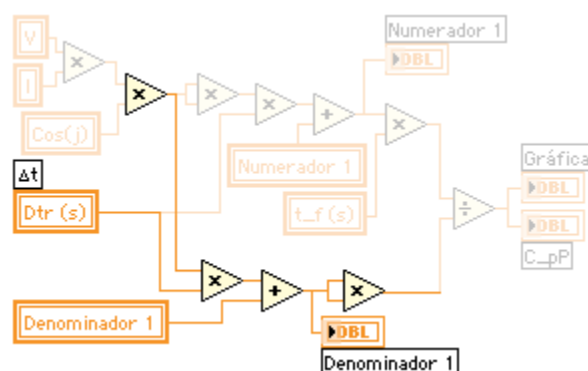 Numerador 1
V
DBL
I
Cos(j)
Gráfica
Δt
Numerador 1
DBL
Dtr (s)
t_f(s)
DBL
C_pP
Denominador 1
DBL
Denominador 1